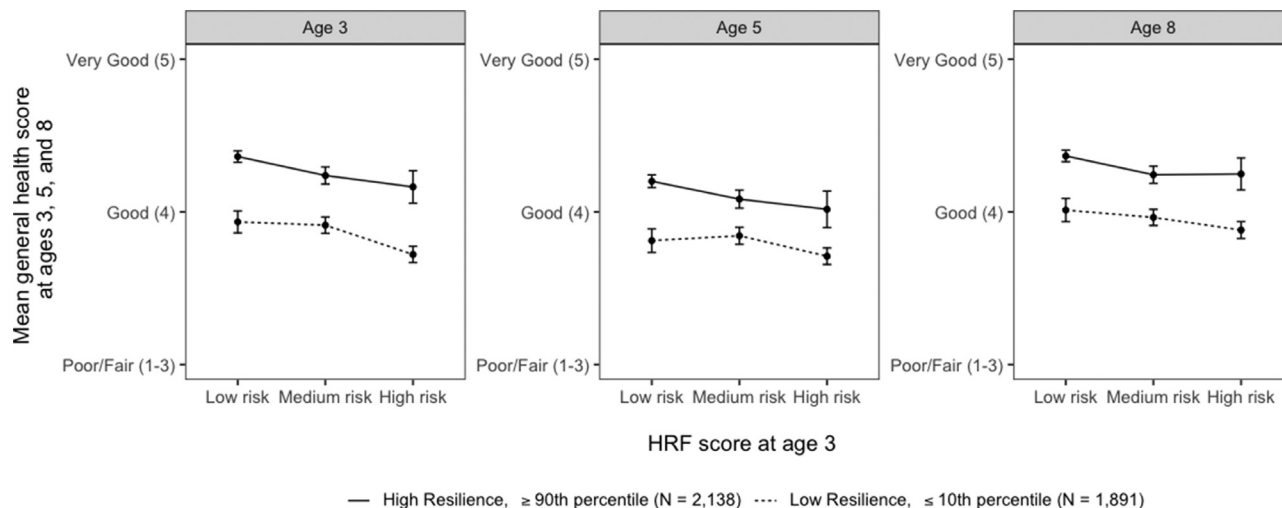 Age 3
Age 5
Age 8
Mean general health score
at ages 3, 5, and 8
Very Good (5)
Good (4)
Poor/Fair (1-3)
Very Good (5)
Good (4)
Poor/Fair (1-3)
Very Good (5)
Good (4)
Poor/Fair (1-3)
Low risk Medium risk High risk
Low risk Medium risk High risk
Low risk Medium risk High risk
HRF score at age 3
High Resilience, ≥ 90th percentile (N = 2,138) Low Resilience, ≤ 10th percentile (N = 1,891)